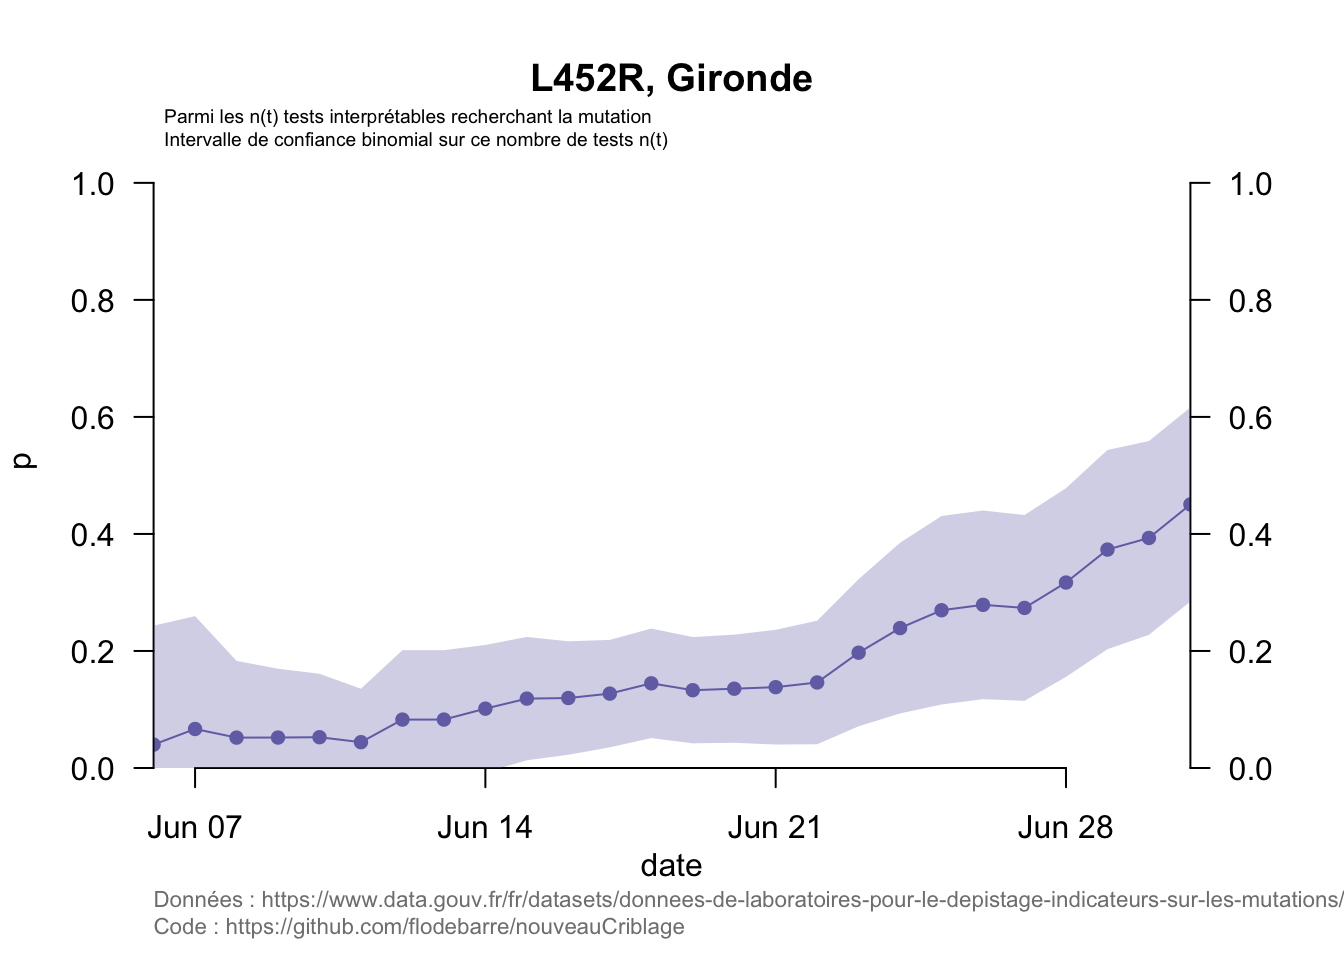 L452R, Gironde
Parmi les n(t) tests interprétables recherchant la mutation
Intervalle de confiance binomial sur ce nombre de tests n(t)
1.0 1.0
0.8 0.8
0.6 0.6
p
0.4 0.4
0.2 0.2
0.0 0.0
Jun 07 Jun 14 Jun 21 Jun 28
date
Données : https://www.data.gouv.fr/fr/datasets/donnees-de-laboratoires-pour-le-depistage-indicateurs-sur-les-mutations/
Code : https://github.com/flodebarre/nouveauCriblage